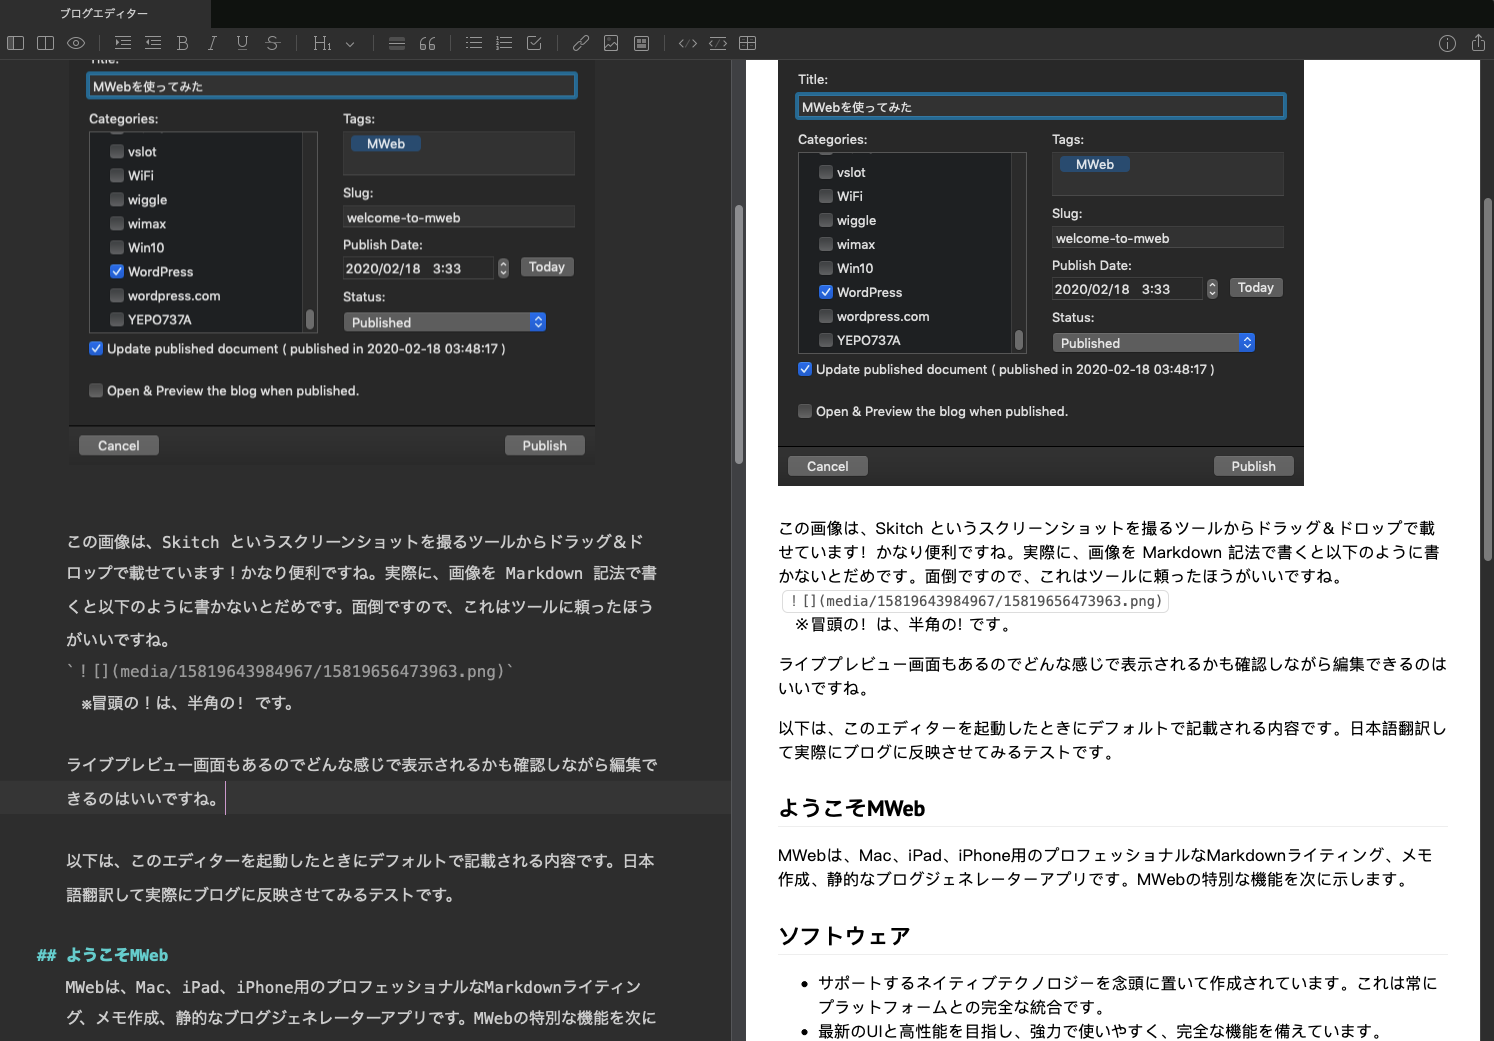 ブログエディター
H1
Title:
MWebを使ってみた
Categories:
Tags:
vslot
MWeb
WiFi
wiggle
Slug:
wimax
welcome-to-mweb
Win10
Publish Date:
WordPress
2020/02/18 3:33
Today
wordpress.com
Status:
YEPO737A
Published
Update published document ( published in 2020-02-18 03:48:17 )
Open & Preview the blog when published.
Cancel
Publish
この画像は、Skitch というスクリーンショットを撮るツールからドラッグ＆ド
ロップで載せています！かなり便利ですね。実際に、画像を Markdown 記法で書
くと以下のように書かないとだめです。面倒ですので、これはツールに頼ったほう
がいいですね。
`！[](media/15819643984967/15819656473963.png)`
※冒頭の！は、半角の! です。
ライブプレビュー画面もあるのでどんな感じで表示されるかも確認しながら編集で
きるのはいいですね。
以下は、このエディターを起動したときにデフォルトで記載される内容です。日本
語翻訳して実際にブログに反映させてみるテストです。
## ようこそMWeb
MWebは、Mac、iPad、iPhone用のプロフェッショナルなMarkdownライティン
グ、メモ作成、静的なブログジェネレーターアプリです。MWebの特別な機能を次に
Title:
MWebを使ってみた
Categories:
Tags:
vslot
MWeb
WiFi
wiggle
Slug:
wimax
welcome-to-mweb
Win10
Publish Date:
WordPress
2020/02/18 3:33
Today
wordpress.com
Status:
YEPO737A
Published
Update published document ( published in 2020-02-18 03:48:17 )
Open & Preview the blog when published.
Cancel
Publish
この画像は、Skitch というスクリーンショットを撮るツールからドラッグ＆ドロップで載
せています！かなり便利ですね。実際に、画像を Markdown 記法で書くと以下のように書
かないとだめです。面倒ですので、これはツールに頼ったほうがいいですね。
！[](media/15819643984967/15819656473963.png)
※冒頭の！は、半角の! です。
ライブプレビュー画面もあるのでどんな感じで表示されるかも確認しながら編集できるのは
いいですね。
以下は、このエディターを起動したときにデフォルトで記載される内容です。日本語翻訳し
て実際にブログに反映させてみるテストです。
ようこそMWeb
MWebは、Mac、iPad、iPhone用のプロフェッショナルなMarkdownライティング、メモ
作成、静的なブログジェネレーターアプリです。MWebの特別な機能を次に示します。
ソフトウェア
• サポートするネイティブテクノロジーを念頭に置いて作成されています。これは常に
プラットフォームとの完全な統合です。
• 最新のUIと高性能を目指し、強力で使いやすく、完全な機能を備えています。